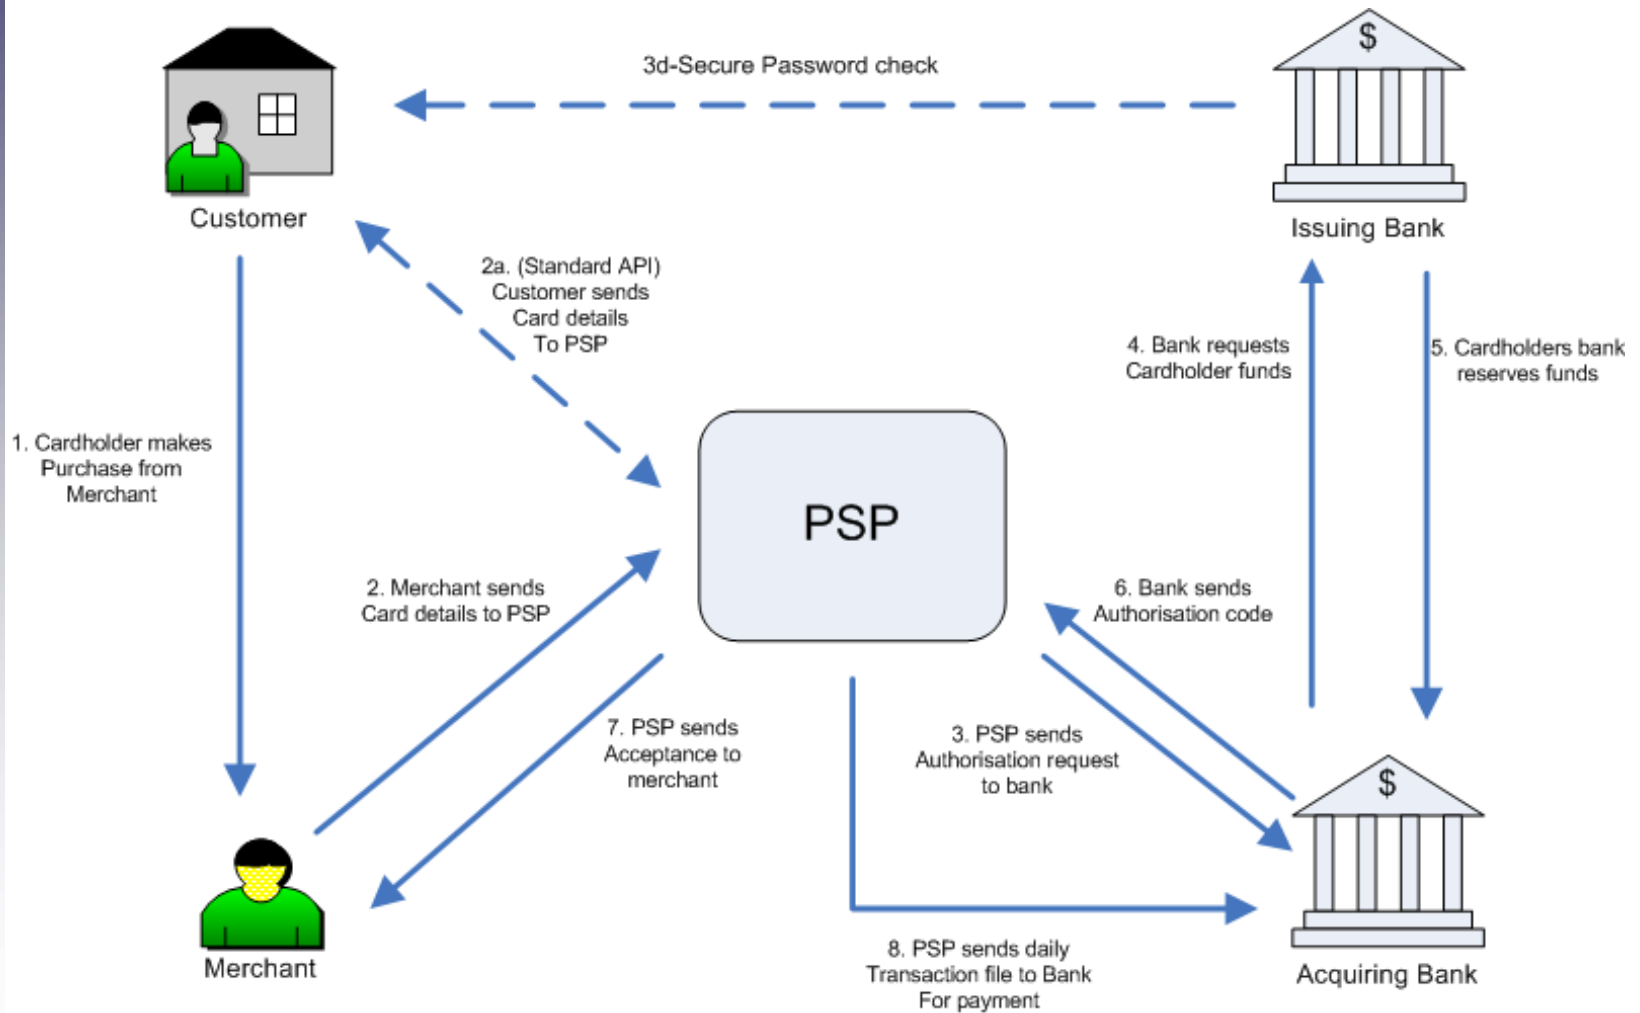 3d-Secure Password check
$
Customer
Issuing Bank
2a. (Standard API)
Customer sends
Card details
To PSP
4. Bank requests
Cardholder funds
5. Cardholders bank
reserves funds
1. Cardholder makes
Purchase from
Merchant
PSP
2. Merchant sends
Card details to PSP
6. Bank sends
Authorisation code
7. PSP sends
Acceptance to
merchant
3. PSP sends
Authorisation request
to bank
$
Merchant
8. PSP sends daily
Transaction file to Bank
For payment
Acquiring Bank